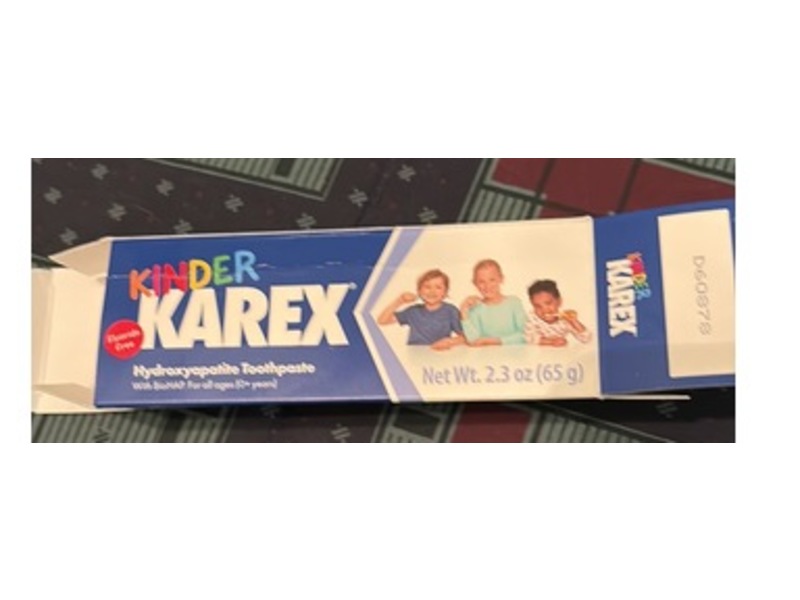 KINDER
KAREX®
Fluoride
Free
Hydroxyapatite Toothpaste
With BioHAP. For all ages (0+ years)
Net Wt. 2.3 oz (65 g)
KINDER
KAREX
D60878